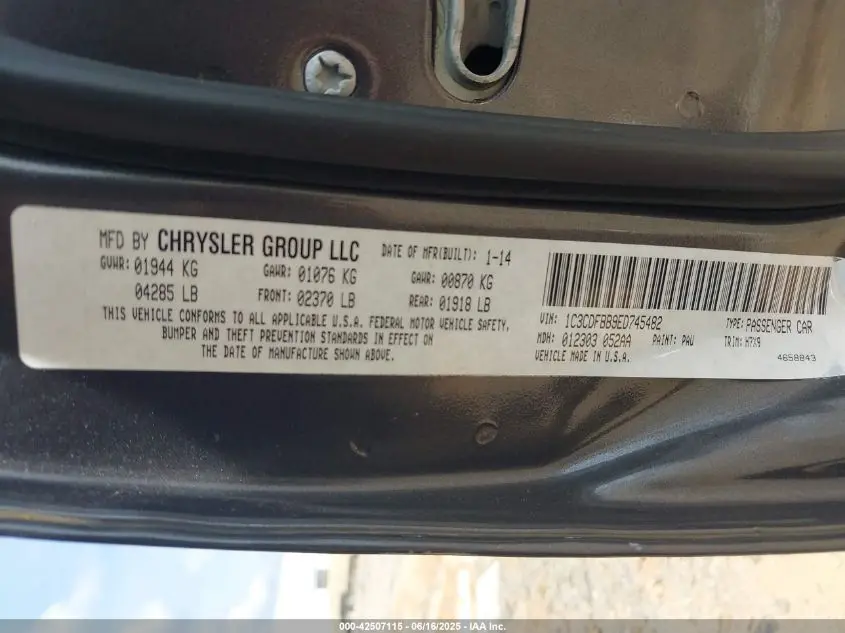 MFD BY CHRYSLER GROUP LLC DATE OF MFR(BUILT): 1-14
GVWR: 01944 KG GAWR: 01076 KG GAWR: 00870 KG
04285 LB FRONT: 02370 LB REAR: 01918 LB
THIS VEHICLE CONFORMS TO ALL APPLICABLE U.S.A. FEDERAL MOTOR VEHICLE SAFETY,
BUMPER AND THEFT PREVENTION STANDARDS IN EFFECT ON
THE DATE OF MANUFACTURE SHOWN ABOVE.
VIN: 1C3CDFBB9ED745482 TYPE: PASSENGER CAR
MDH: 012303 052AA PAINT: PAU TRIM: H7X9
VEHICLE MADE IN U.S.A. 4658843
000-42507115 - 06/16/2025 - IAA Inc.